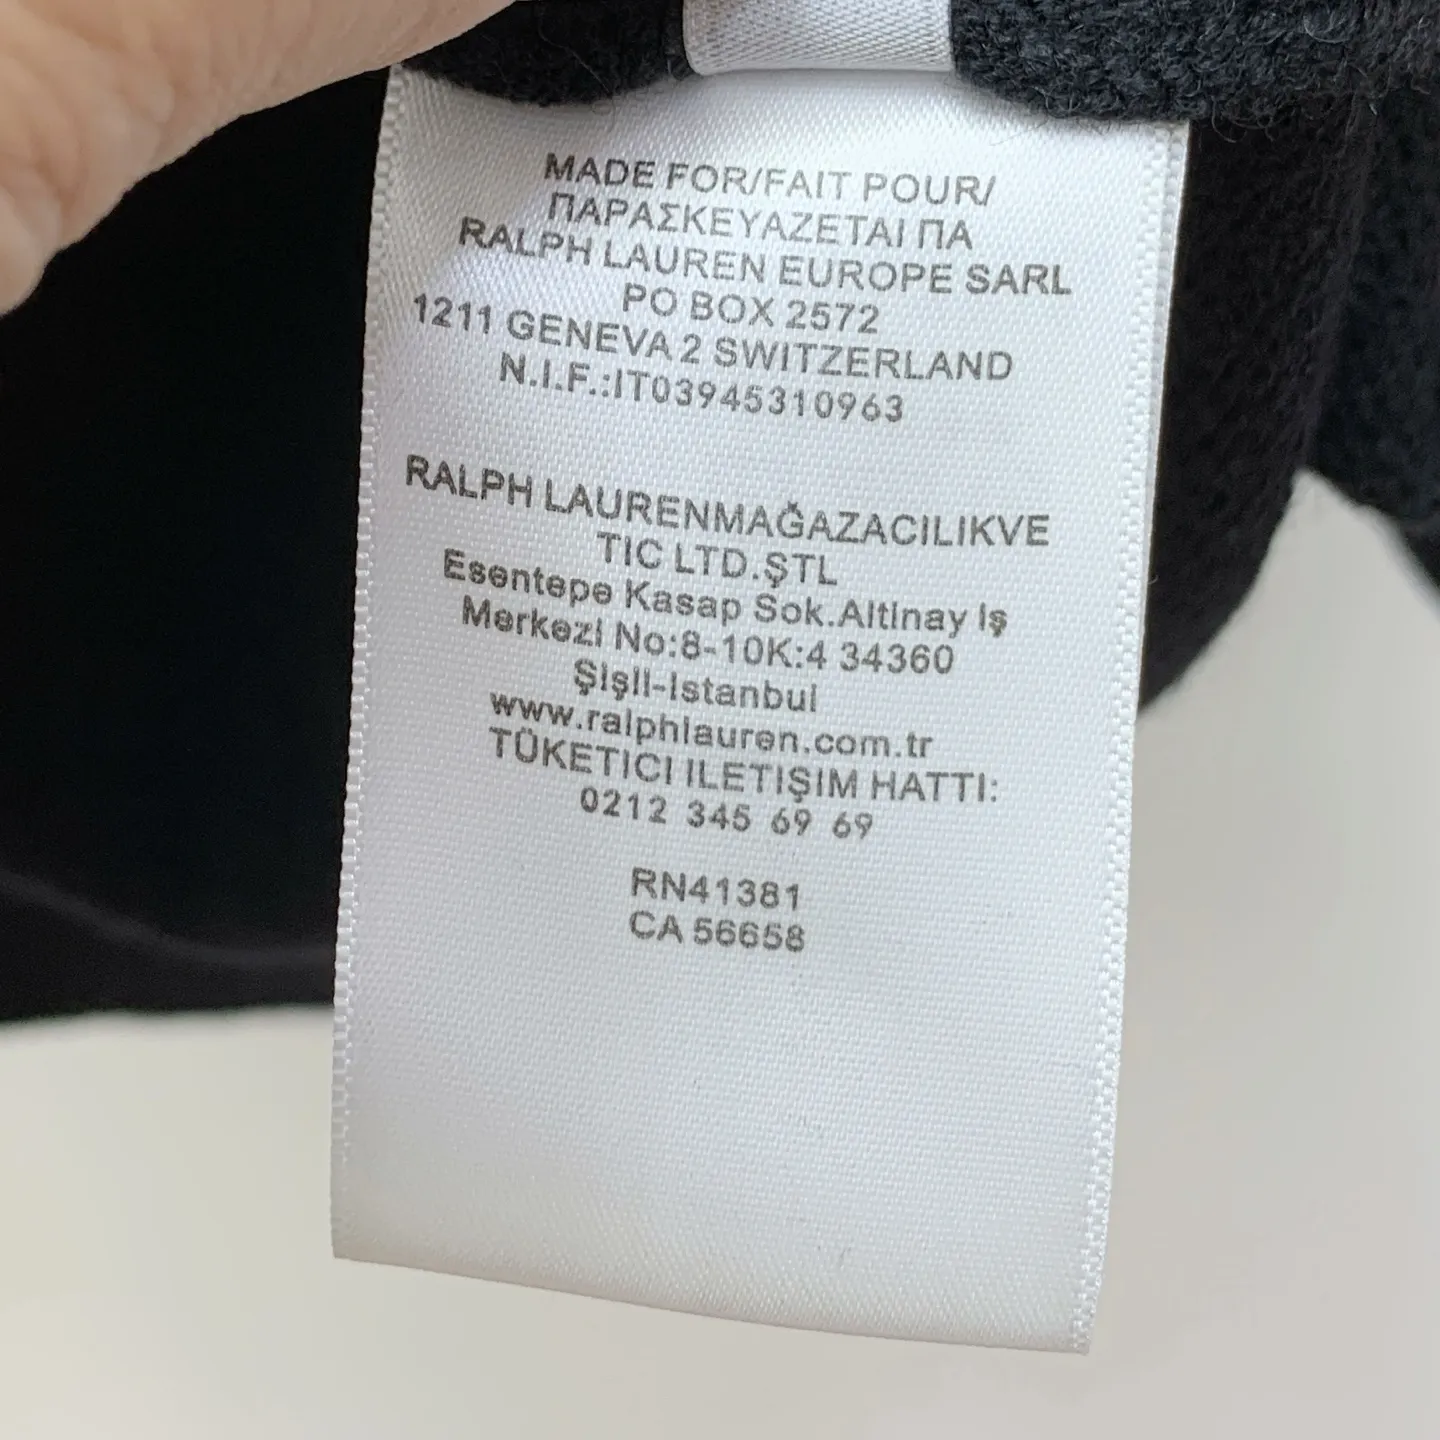 MADE FOR/FAIT POUR/
ΠΑΡΑΣΚΕΥΑΖΕΤΑΙ ΠΑ
RALPH LAUREN EUROPE SARL
PO BOX 2572
1211 GENEVA 2 SWITZERLAND
N.I.F.:IT03945310963
RALPH LAURENMAĞAZACILIKVE
TIC LTD.ŞTL
Esentepe Kasap Sok.Altinay Iş
Merkezi No:8-10K:4 34360
Şişli-Istanbul
www.ralphlauren.com.tr
TÜKETICI ILETIŞIM HATTI:
0212 345 69 69
RN41381
CA 56658